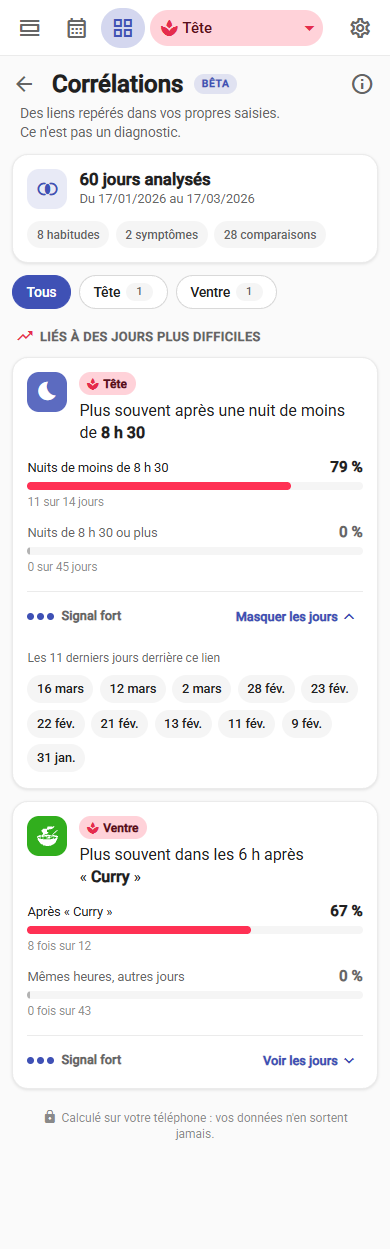 Tête
Corrélations BÊTA
Des liens repérés dans vos propres saisies.
Ce n'est pas un diagnostic.
60 jours analysés
Du 17/01/2026 au 17/03/2026
8 habitudes 2 symptômes 28 comparaisons
Tous Tête 1 Ventre 1
LIÉS À DES JOURS PLUS DIFFICILES
Tête
Plus souvent après une nuit de moins
de 8 h 30
Nuits de moins de 8 h 30 79 %
11 sur 14 jours
Nuits de 8 h 30 ou plus 0 %
0 sur 45 jours
Signal fort Masquer les jours
Les 11 derniers jours derrière ce lien
16 mars 12 mars 2 mars 28 fév. 23 fév.
22 fév. 21 fév. 13 fév. 11 fév. 9 fév.
31 jan.
Ventre
Plus souvent dans les 6 h après
« Curry »
Après « Curry » 67 %
8 fois sur 12
Mêmes heures, autres jours 0 %
0 fois sur 43
Signal fort Voir les jours
Calculé sur votre téléphone : vos données n'en sortent
jamais.